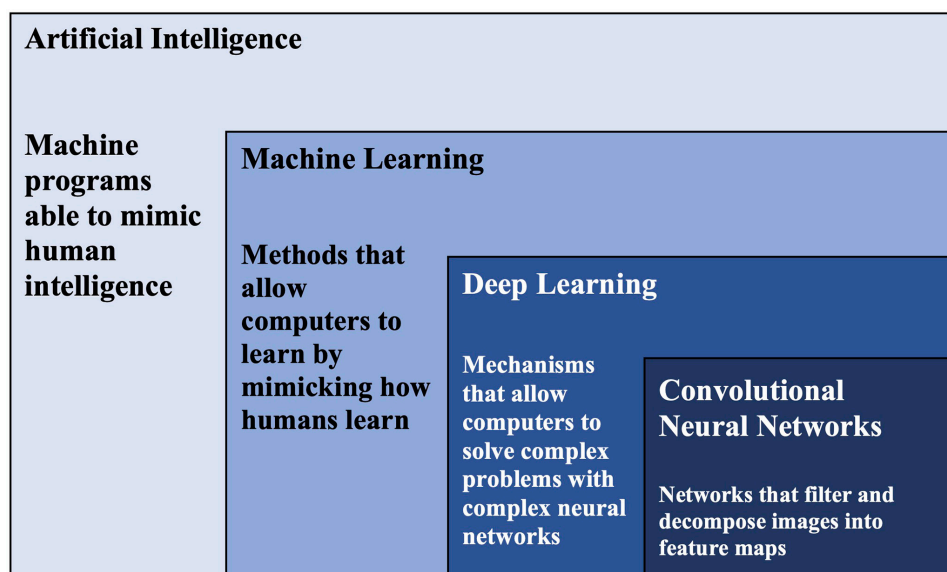 Artificial Intelligence
Machine
programs
able to mimic
human
intelligence
Machine Learning
Methods that
allow
computers to
learn by
mimicking how
humans learn
Deep Learning
Mechanisms
that allow
computers to
solve complex
problems with
complex neural
networks
Convolutional
Neural Networks
Networks that filter and
decompose images into
feature maps